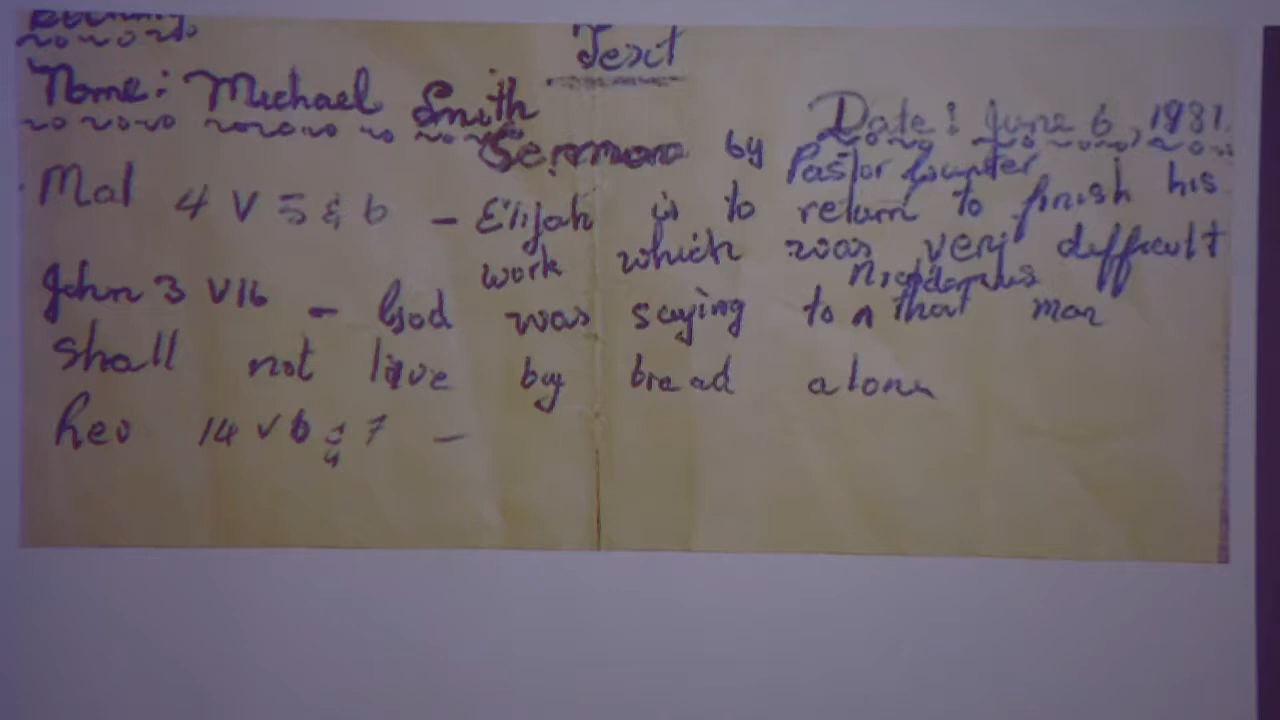 Evening
Text
Name: Michael Smith
Date: June 6, 1981
Sermon by Pastor
Mal 4 V 5 & 6 – Elijah is to return to finish his
work which was very difficult
Nicodemus
John 3 V16 – God was saying to ^ that man
shall not live by bread alone
Rev 14 v 6 & 7 –